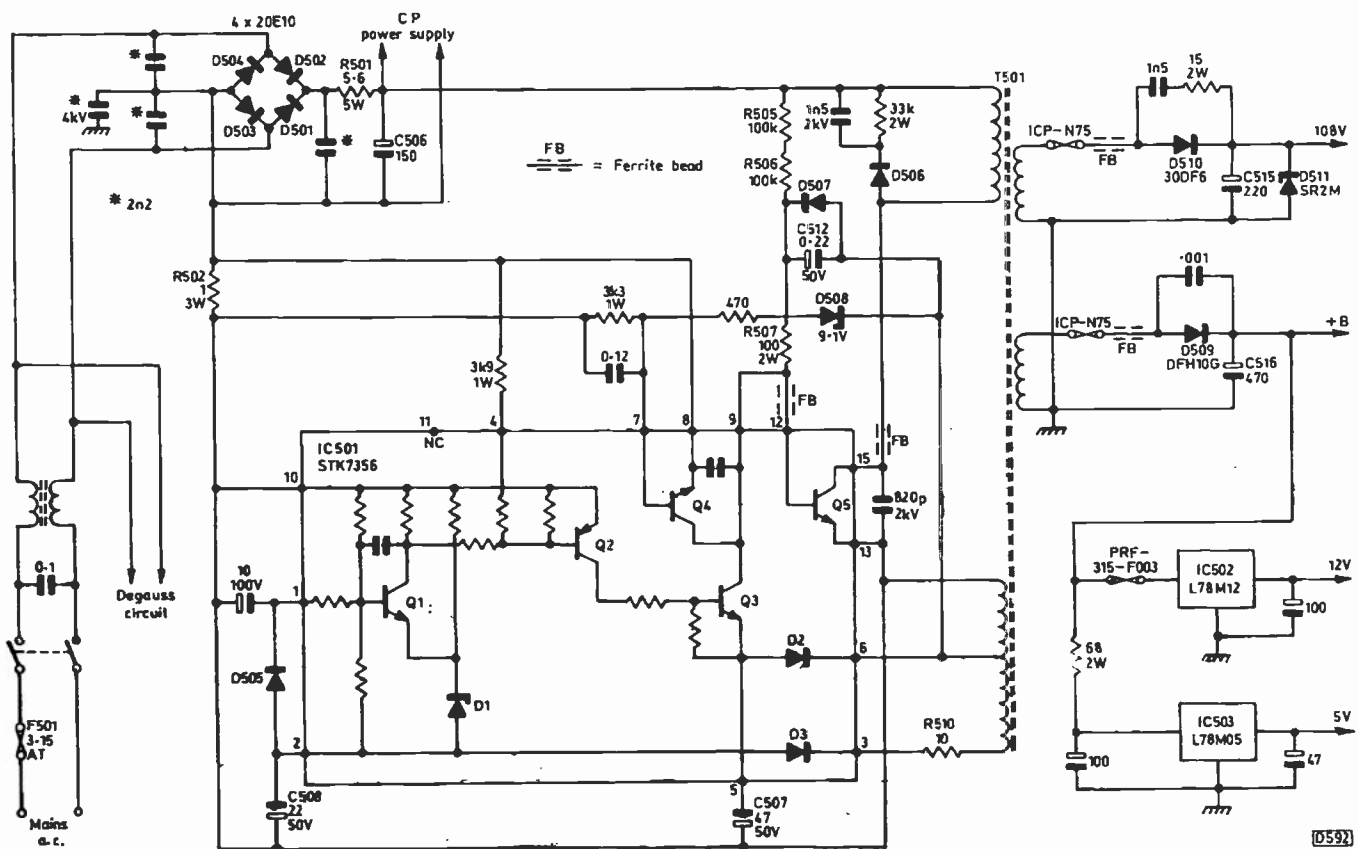 4 x 20E10
CP
power supply
D504
D502
D503
D501
R501
5·6
5W
*
*
4kV
*
*
* 2n2
C506
150
FB
= Ferrite bead
R505
100k
R506
100k
1n5
2kV
33k
2W
D506
D507
C512
0·22
50V
T501
1n5
15
2W
ICP-N75
FB
D510
30DF6
C515
220
D511
SR2M
108V
R502
1
3W
3k3
1W
470
D508
9·1V
R507
100
2W
0·12
3k9
1W
FB
FB
·001
ICP-N75
FB
D509
DFH10G
C516
470
+B
11
NC
4
7
8
9
12
IC501
STK7356
10
15
Q4
Q5
820p
2kV
13
Q2
10
100V
1
Q1
Q3
D2
6
D505
D1
2
D3
3
R510
10
5
C508
22
50V
C507
47
50V
0·1
Degauss
circuit
F501
3·15
AT
Mains
a.c.
PRF-
315-F003
IC502
L78M12
12V
100
68
2W
IC503
L78M05
5V
100
47
D592